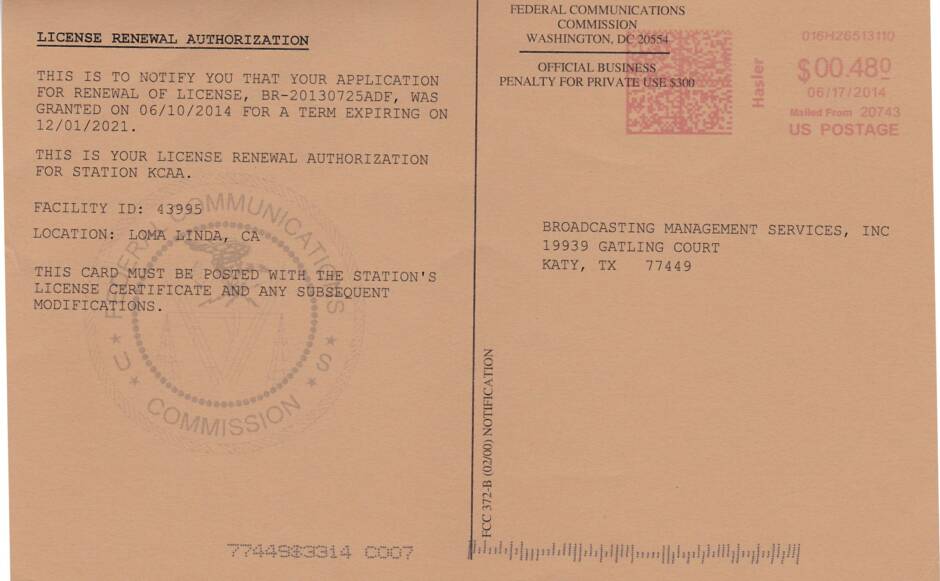 LICENSE RENEWAL AUTHORIZATION
THIS IS TO NOTIFY YOU THAT YOUR APPLICATION
FOR RENEWAL OF LICENSE, BR-20130725ADF, WAS
GRANTED ON 06/10/2014 FOR A TERM EXPIRING ON
12/01/2021.
THIS IS YOUR LICENSE RENEWAL AUTHORIZATION
FOR STATION KCAA.
FACILITY ID: 43995
LOCATION: LOMA LINDA, CA
THIS CARD MUST BE POSTED WITH THE STATION'S
LICENSE CERTIFICATE AND ANY SUBSEQUENT
MODIFICATIONS.
FEDERAL COMMUNICATIONS
COMMISSION
U S
77449$3314 C007
FCC 372-B (02/00) NOTIFICATION
FEDERAL COMMUNICATIONS
COMMISSION
WASHINGTON, DC 20554
OFFICIAL BUSINESS
PENALTY FOR PRIVATE USE $300
Hasler
016H26513110
$00.480
06/17/2014
Mailed From 20743
US POSTAGE
BROADCASTING MANAGEMENT SERVICES, INC
19939 GATLING COURT
KATY, TX 77449